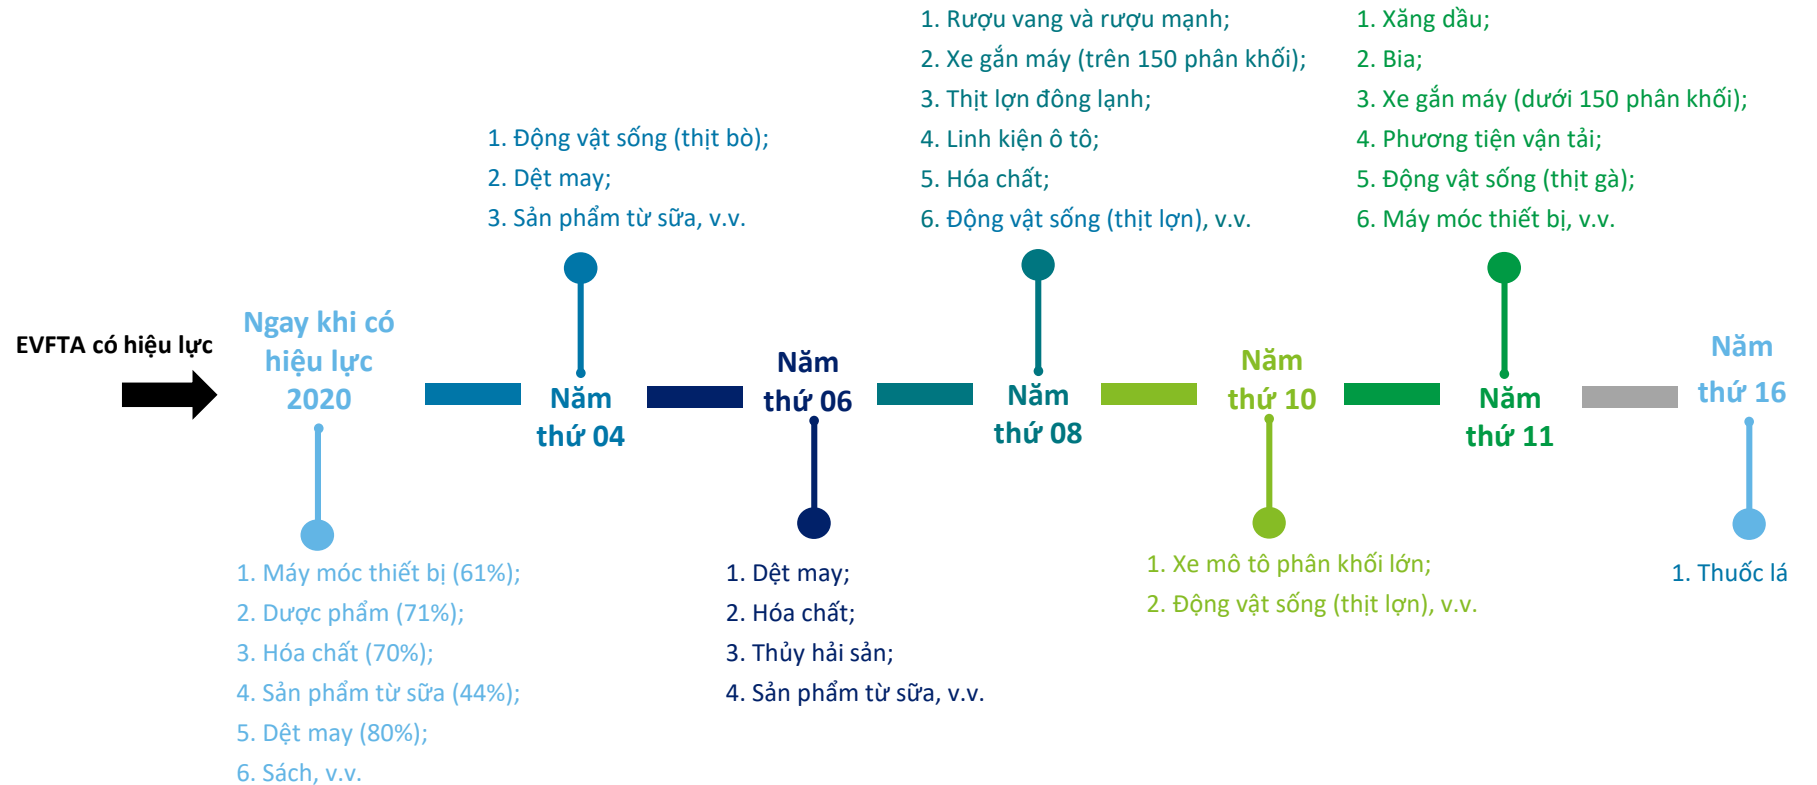 EVFTA có hiệu lực
Ngay khi có
hiệu lực
2020
1. Máy móc thiết bị (61%);
2. Dược phẩm (71%);
3. Hóa chất (70%);
4. Sản phẩm từ sữa (44%);
5. Dệt may (80%);
6. Sách, v.v.
1. Động vật sống (thịt bò);
2. Dệt may;
3. Sản phẩm từ sữa, v.v.
Năm
thứ 04
Năm
thứ 06
1. Dệt may;
2. Hóa chất;
3. Thủy hải sản;
4. Sản phẩm từ sữa, v.v.
1. Rượu vang và rượu mạnh;
2. Xe gắn máy (trên 150 phân khối);
3. Thịt lợn đông lạnh;
4. Linh kiện ô tô;
5. Hóa chất;
6. Động vật sống (thịt lợn), v.v.
Năm
thứ 08
Năm
thứ 10
1. Xe mô tô phân khối lớn;
2. Động vật sống (thịt lợn), v.v.
1. Xăng dầu;
2. Bia;
3. Xe gắn máy (dưới 150 phân khối);
4. Phương tiện vận tải;
5. Động vật sống (thịt gà);
6. Máy móc thiết bị, v.v.
Năm
thứ 11
Năm
thứ 16
1. Thuốc lá